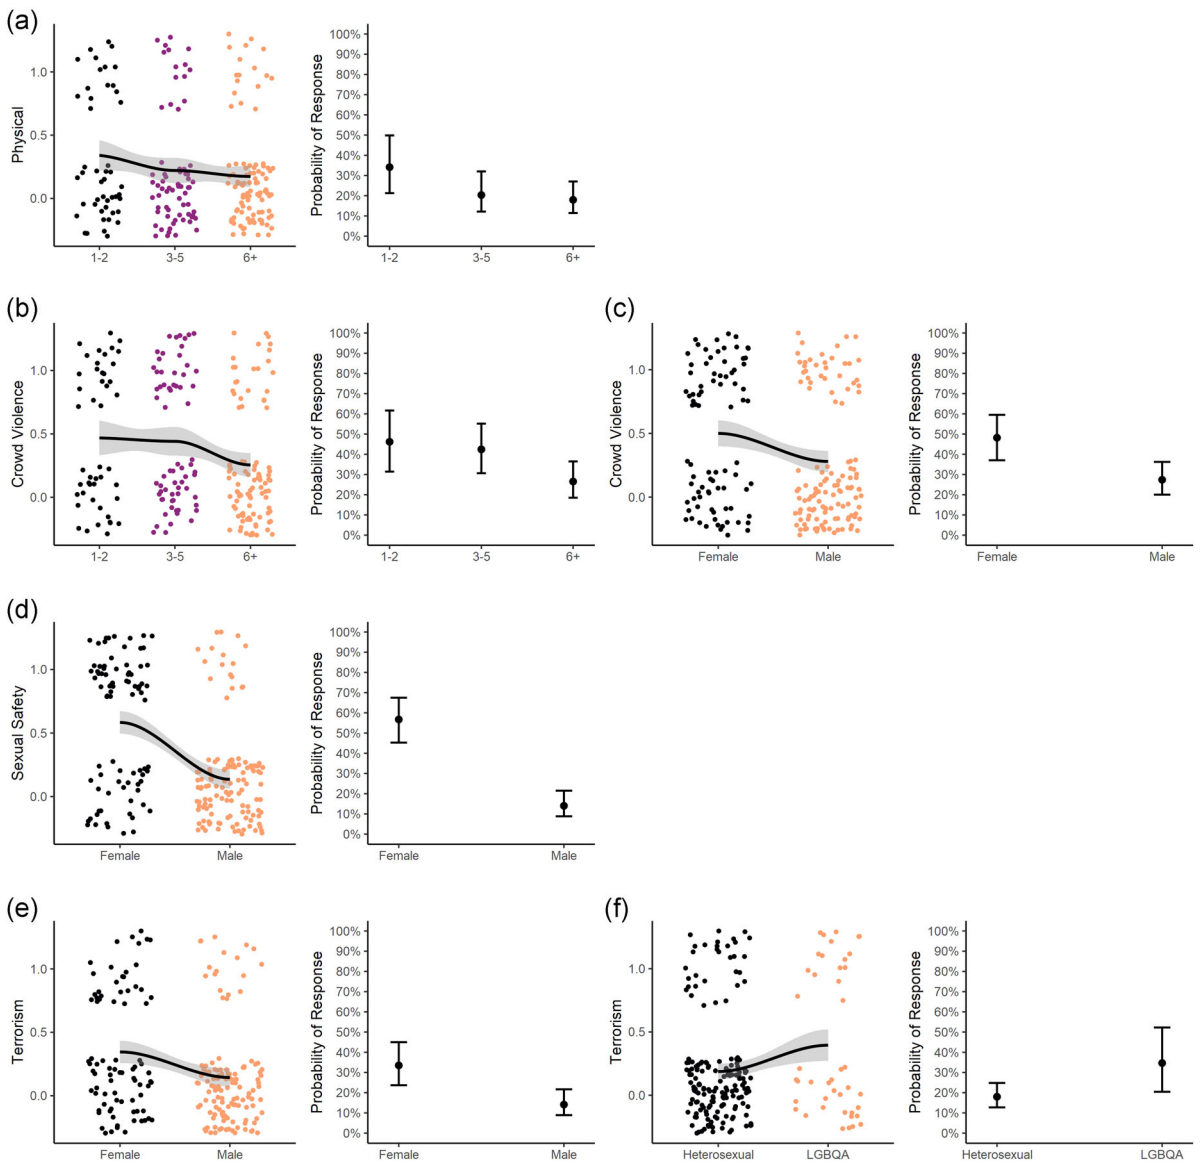 (a)
Physical
1.0
0.5
0.0
1-2
3-5
6+
Probability of Response
100%
90%
80%
70%
60%
50%
40%
30%
20%
10%
0%
1-2
3-5
6+
(b)
Crowd Violence
1.0
0.5
0.0
1-2
3-5
6+
Probability of Response
100%
90%
80%
70%
60%
50%
40%
30%
20%
10%
0%
1-2
3-5
6+
(c)
Crowd Violence
1.0
0.5
0.0
Female
Male
Probability of Response
100%
90%
80%
70%
60%
50%
40%
30%
20%
10%
0%
Female
Male
(d)
Sexual Safety
1.0
0.5
0.0
Female
Male
Probability of Response
100%
90%
80%
70%
60%
50%
40%
30%
20%
10%
0%
Female
Male
(e)
Terrorism
1.0
0.5
0.0
Female
Male
Probability of Response
100%
90%
80%
70%
60%
50%
40%
30%
20%
10%
0%
Female
Male
(f)
Terrorism
1.0
0.5
0.0
Heterosexual
LGBQA
Probability of Response
100%
90%
80%
70%
60%
50%
40%
30%
20%
10%
0%
Heterosexual
LGBQA